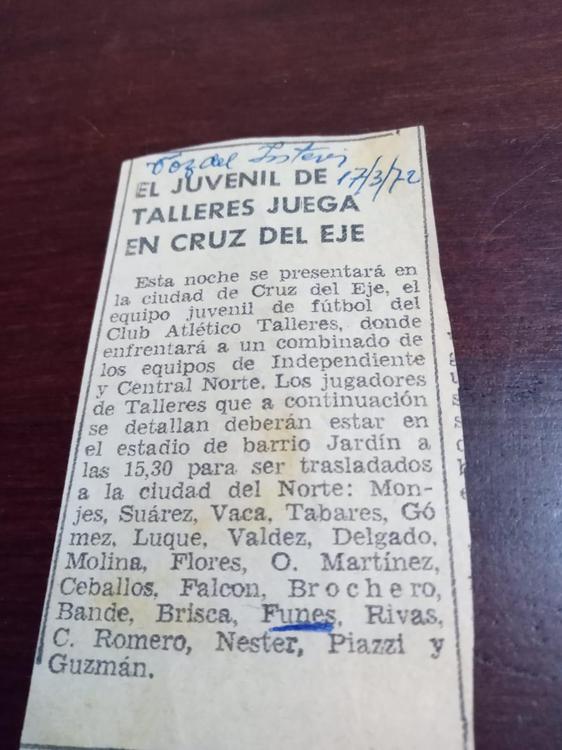 Voz del Interior
17/3/72
EL JUVENIL DE
TALLERES JUEGA
EN CRUZ DEL EJE
Esta noche se presentará en
la ciudad de Cruz del Eje, el
equipo juvenil de fútbol del
Club Atlético Talleres, donde
enfrentará a un combinado de
los equipos de Independiente
y Central Norte. Los jugadores
de Talleres que a continuación
se detallan deberán estar en
el estadio de barrio Jardín a
las 15,30 para ser trasladados
a la ciudad del Norte: Mon-
jes, Suárez, Vaca, Tabares, Gó
mez, Luque, Valdez, Delgado,
Molina, Flores, O. Martínez,
Ceballos, Falcon, Brochero,
Bande, Brisca, Funes, Rivas,
C. Romero, Nester, Piazzi y
Guzmán.